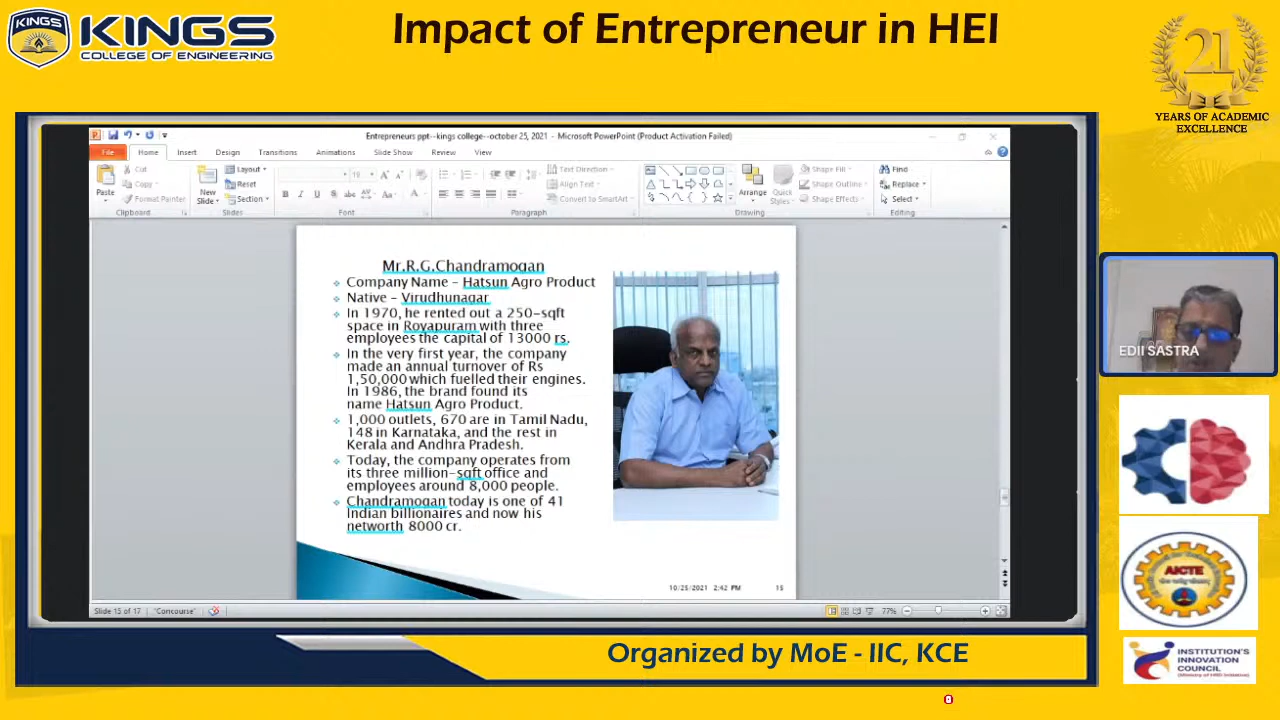 KINGS
COLLEGE OF ENGINEERING
Impact of Entrepreneur in HEI
21
YEARS OF ACADEMIC
EXCELLENCE
Entrepreneurs ppt--kings college--october 25, 2021 - Microsoft PowerPoint (Product Activation Failed)
File Home Insert Design Transitions Animations Slide Show Review View
Paste
Cut
Copy
Format Painter
Clipboard
New
Slide
Layout
Reset
Section
Slides
18
Font
Text Direction
Align Text
Convert to SmartArt
Paragraph
Arrange
Quick
Styles
Shape Fill
Shape Outline
Shape Effects
Drawing
Find
Replace
Select
Editing
Mr.R.G.Chandramogan
Company Name – Hatsun Agro Product
Native – Virudhunagar
In 1970, he rented out a 250-sqft
space in Royapuram with three
employees the capital of 13000 rs.
In the very first year, the company
made an annual turnover of Rs
1,50,000 which fuelled their engines.
In 1986, the brand found its
name Hatsun Agro Product.
1,000 outlets, 670 are in Tamil Nadu,
148 in Karnataka, and the rest in
Kerala and Andhra Pradesh.
Today, the company operates from
its three million-sqft office and
employees around 8,000 people.
Chandramogan today is one of 41
Indian billionaires and now his
networth 8000 cr.
10/25/2021 2:42 PM 15
Slide 15 of 17 "Concourse" 77%
EDII SASTRA
AICTE
INSTITUTION'S
INNOVATION
COUNCIL
(Ministry of HRD Initiative)
Organized by MoE - IIC, KCE